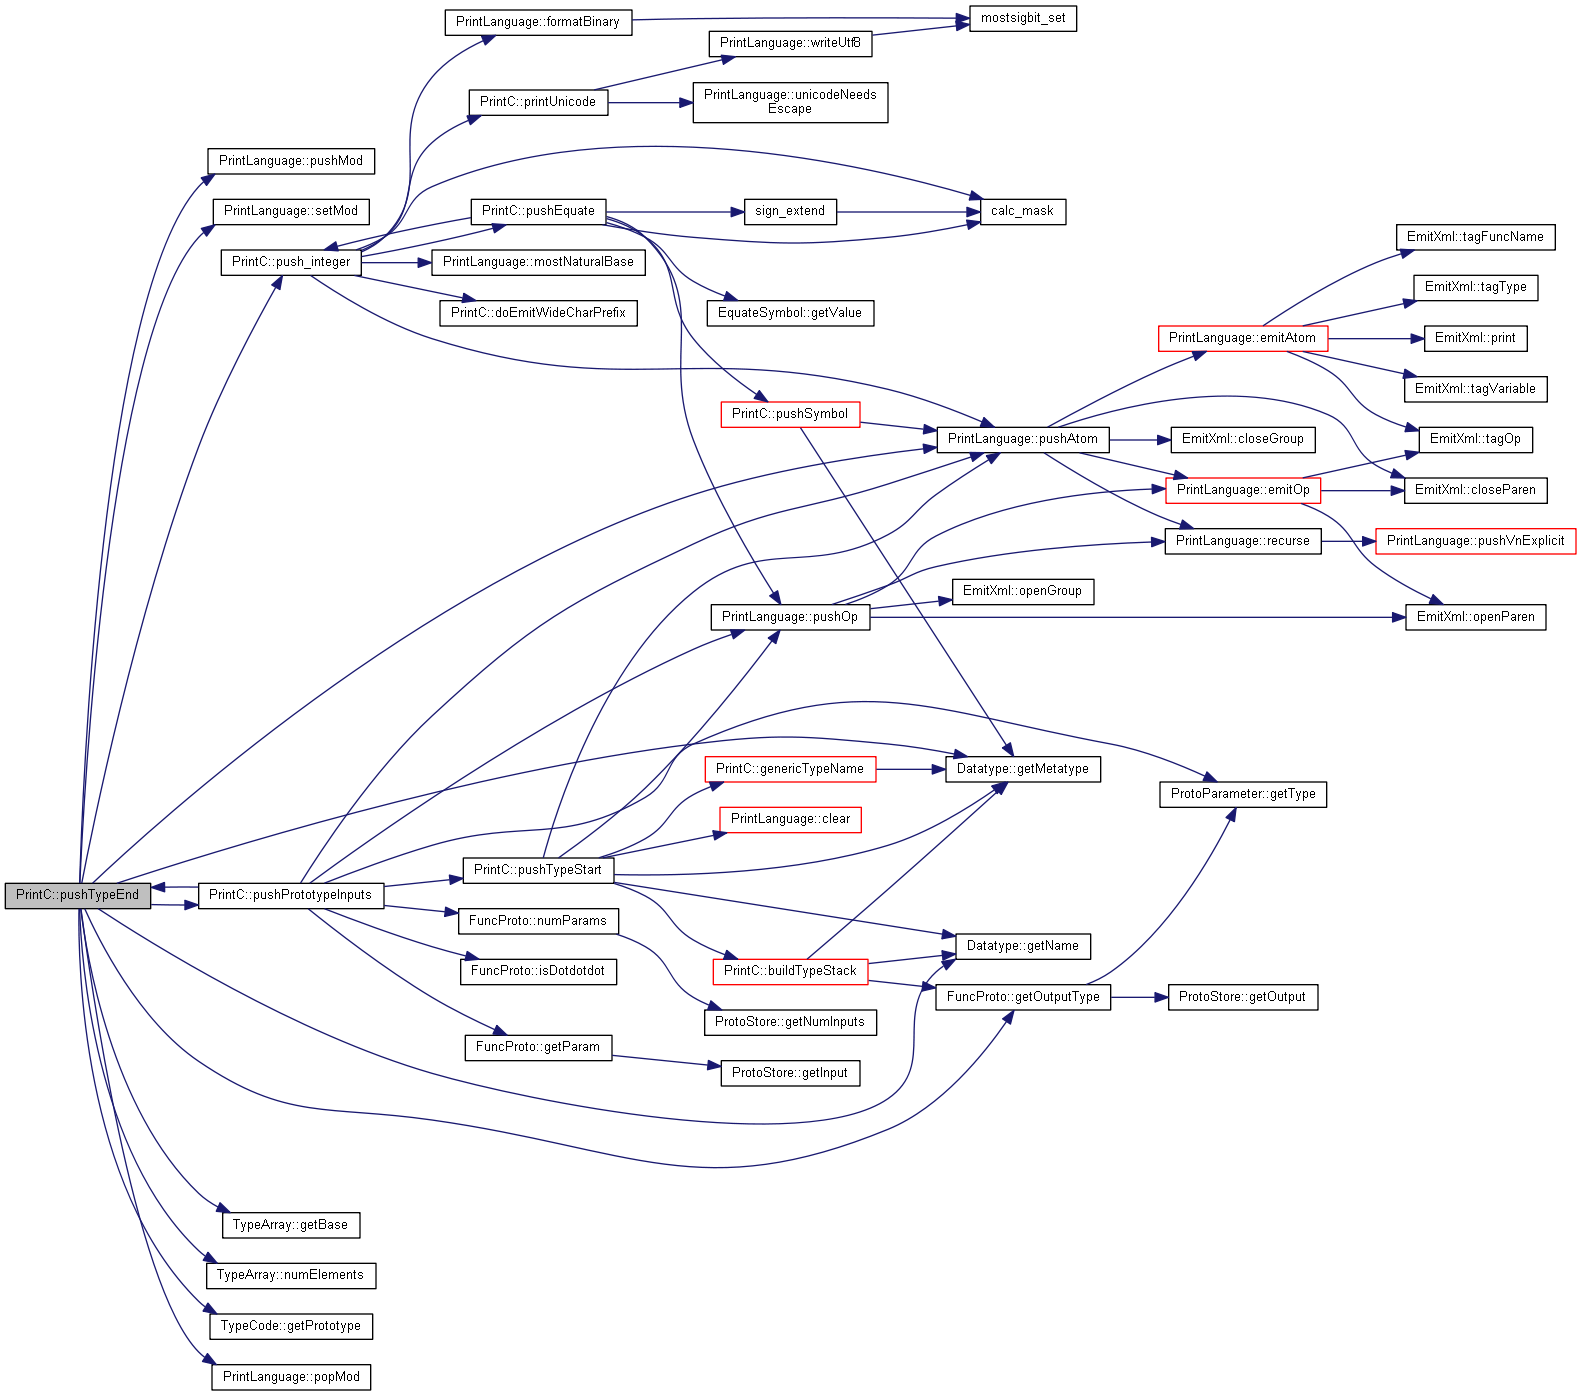 PrintLanguage::formatBinary
mostsigbit_set
PrintLanguage::writeUtf8
PrintC::printUnicode
PrintLanguage::unicodeNeeds
Escape
PrintLanguage::pushMod
PrintLanguage::setMod
PrintC::pushEquate
sign_extend
calc_mask
EmitXml::tagFuncName
PrintC::push_integer
PrintLanguage::mostNaturalBase
EmitXml::tagType
PrintC::doEmitWideCharPrefix
EquateSymbol::getValue
PrintLanguage::emitAtom
EmitXml::print
EmitXml::tagVariable
PrintC::pushSymbol
PrintLanguage::pushAtom
EmitXml::closeGroup
EmitXml::tagOp
PrintLanguage::emitOp
EmitXml::closeParen
PrintLanguage::recurse
PrintLanguage::pushVnExplicit
EmitXml::openGroup
PrintLanguage::pushOp
EmitXml::openParen
PrintC::genericTypeName
Datatype::getMetatype
ProtoParameter::getType
PrintLanguage::clear
PrintC::pushTypeStart
PrintC::pushTypeEnd
PrintC::pushPrototypeInputs
FuncProto::numParams
Datatype::getName
FuncProto::isDotdotdot
PrintC::buildTypeStack
FuncProto::getOutputType
ProtoStore::getOutput
ProtoStore::getNumInputs
FuncProto::getParam
ProtoStore::getInput
TypeArray::getBase
TypeArray::numElements
TypeCode::getPrototype
PrintLanguage::popMod